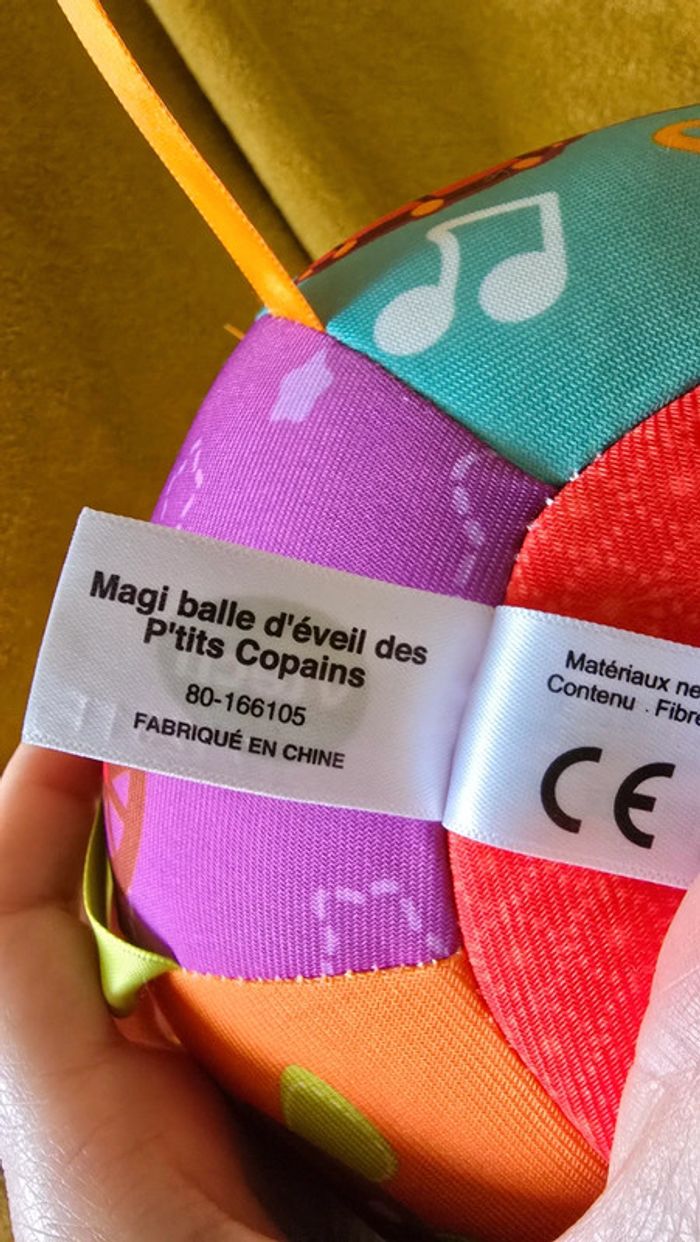 Magi balle d'éveil des
P'tits Copains
80-166105
FABRIQUÉ EN CHINE
Matériaux
Contenu
CE